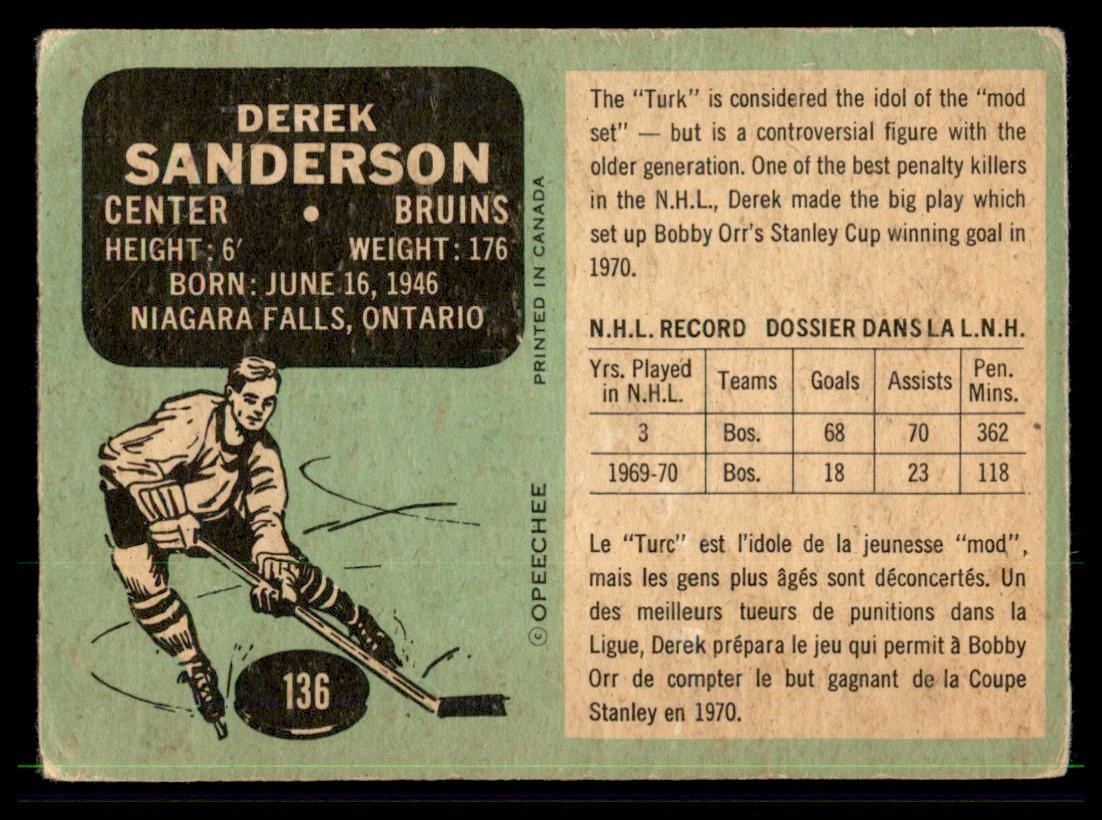 DEREK
SANDERSON
CENTER • BRUINS
HEIGHT: 6' WEIGHT: 176
BORN: JUNE 16, 1946
NIAGARA FALLS, ONTARIO
136
PRINTED IN CANADA
© OPEECHEE
The "Turk" is considered the idol of the "mod
set" — but is a controversial figure with the
older generation. One of the best penalty killers
in the N.H.L., Derek made the big play which
set up Bobby Orr's Stanley Cup winning goal in
1970.
N.H.L. RECORD DOSSIER DANS LA L.N.H.
Yrs. Played in N.H.L. Teams Goals Assists Pen. Mins.
3 Bos. 68 70 362
1969-70 Bos. 18 23 118
Le "Turc" est l'idole de la jeunesse "mod",
mais les gens plus âgés sont déconcertés. Un
des meilleurs tueurs de punitions dans la
Ligue, Derek prépara le jeu qui permit à Bobby
Orr de compter le but gagnant de la Coupe
Stanley en 1970.